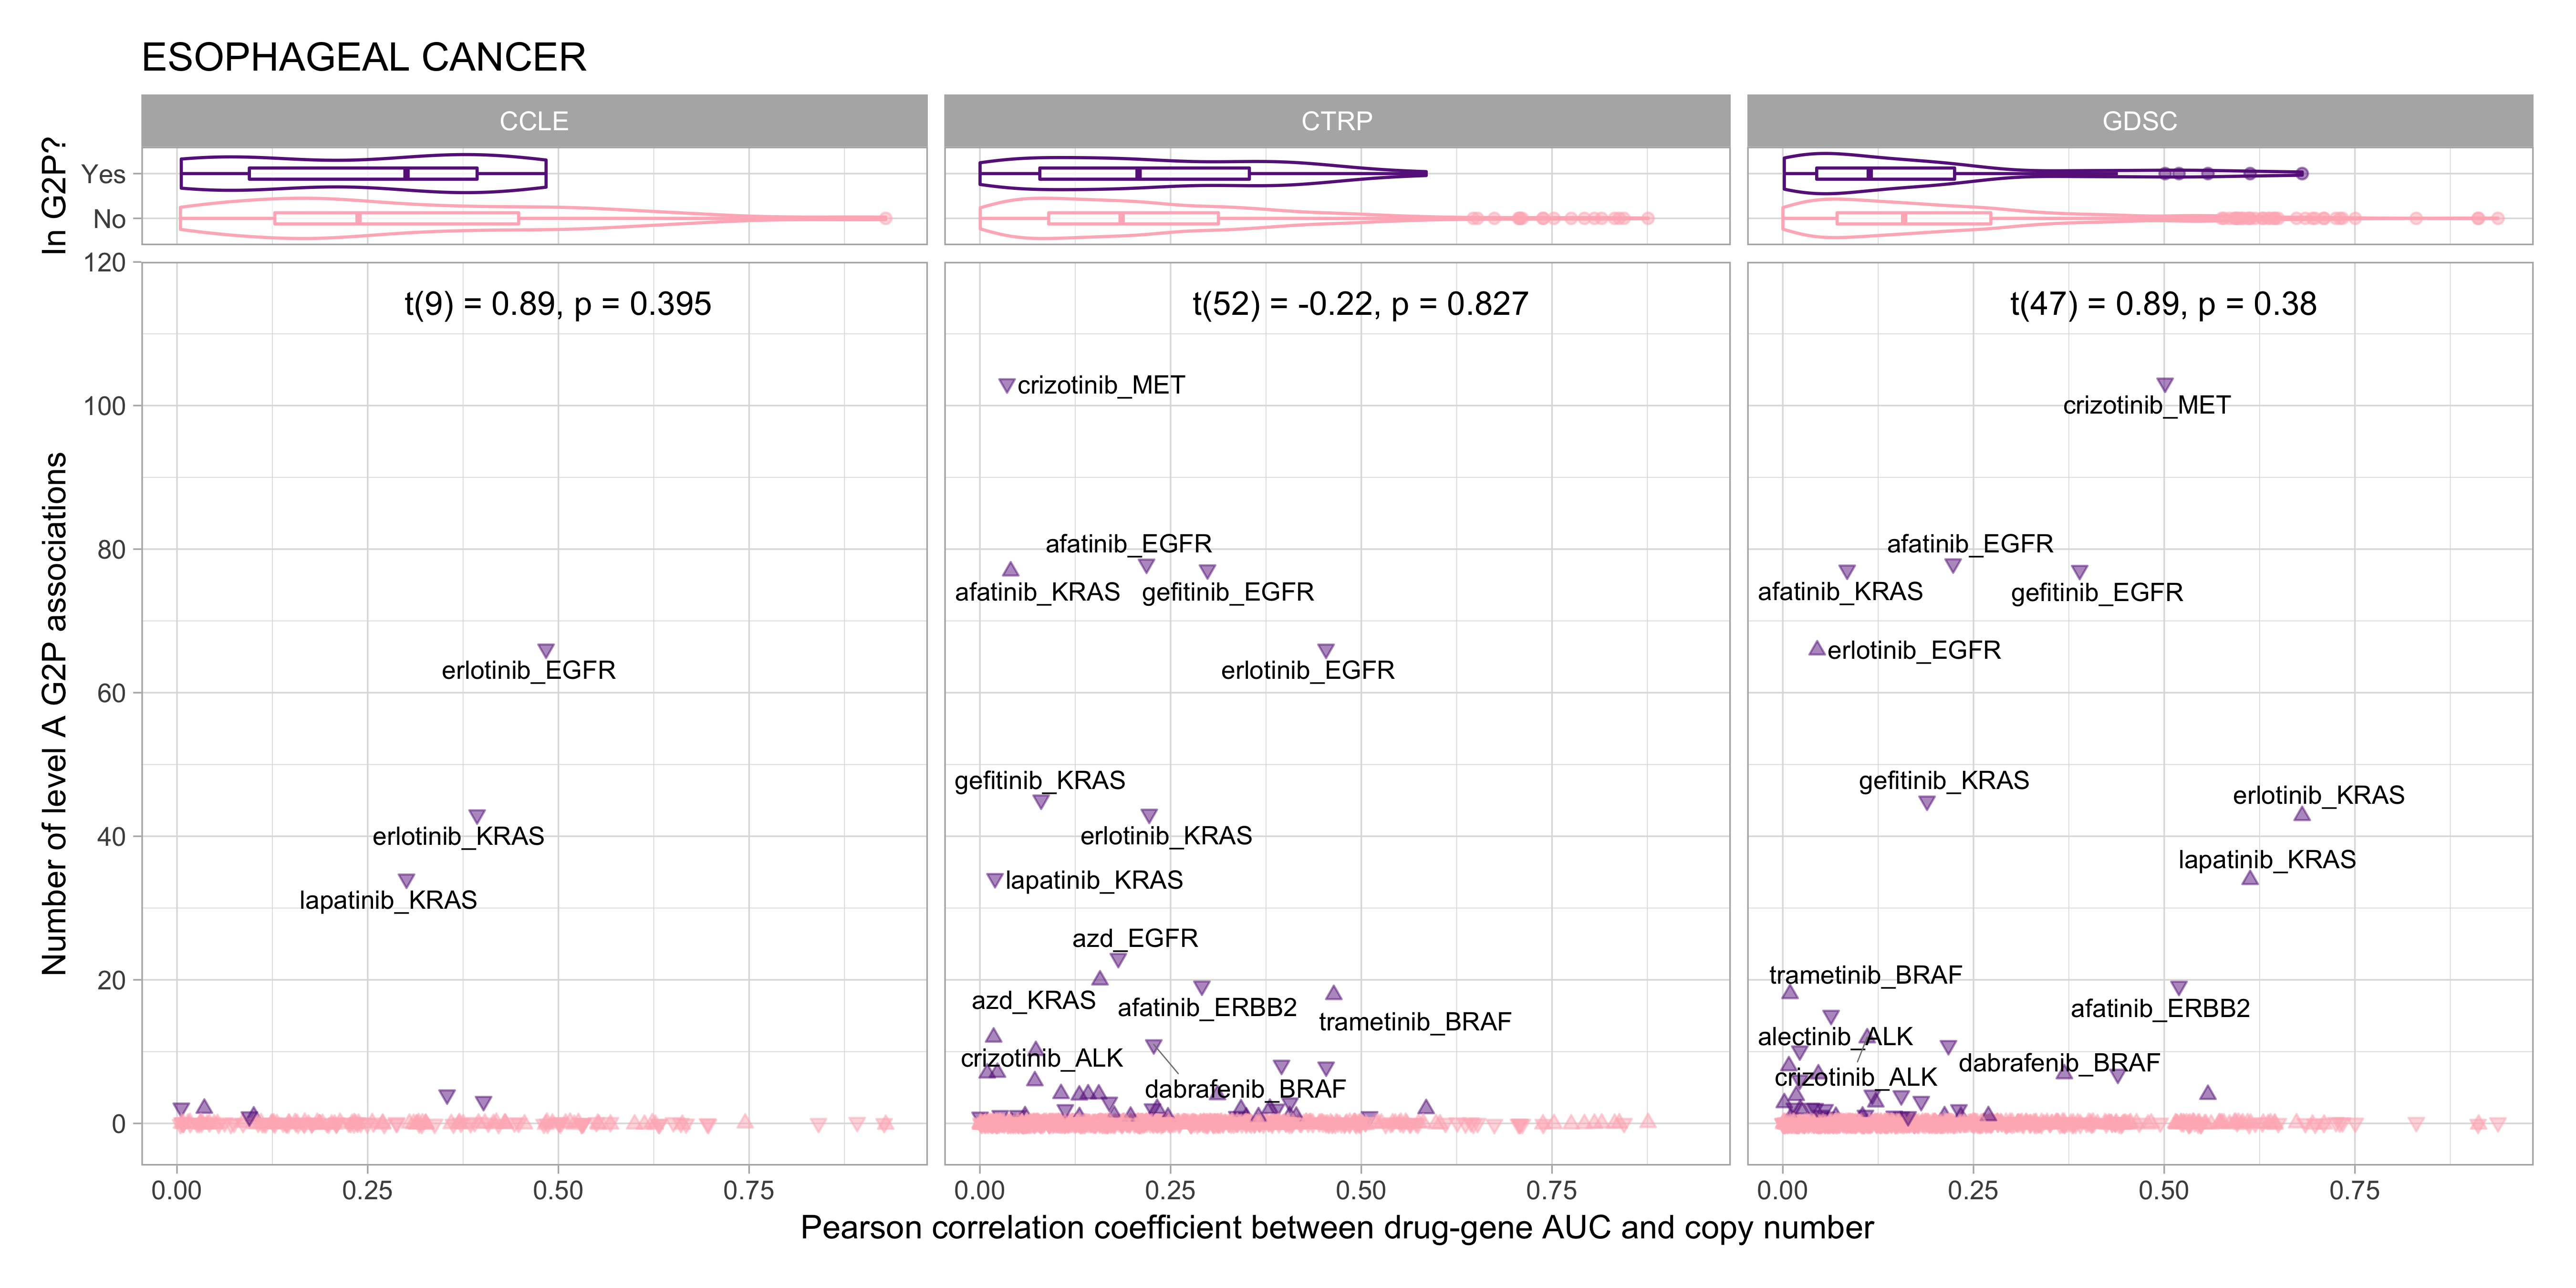 ESOPHAGEAL CANCER
CCLE
CTRP
GDSC
In G2P?
Yes
No
Number of level A G2P associations
120
100
80
60
40
20
0
t(9) = 0.89, p = 0.395
erlotinib_EGFR
erlotinib_KRAS
lapatinib_KRAS
t(52) = -0.22, p = 0.827
crizotinib_MET
afatinib_EGFR
afatinib_KRAS
gefitinib_EGFR
erlotinib_EGFR
gefitinib_KRAS
erlotinib_KRAS
lapatinib_KRAS
azd_EGFR
azd_KRAS
afatinib_ERBB2
trametinib_BRAF
crizotinib_ALK
dabrafenib_BRAF
t(47) = 0.89, p = 0.38
crizotinib_MET
afatinib_EGFR
afatinib_KRAS
gefitinib_EGFR
erlotinib_EGFR
gefitinib_KRAS
erlotinib_KRAS
lapatinib_KRAS
trametinib_BRAF
afatinib_ERBB2
alectinib_ALK
dabrafenib_BRAF
crizotinib_ALK
0.00 0.25 0.50 0.75
0.00 0.25 0.50 0.75
0.00 0.25 0.50 0.75
Pearson correlation coefficient between drug-gene AUC and copy number